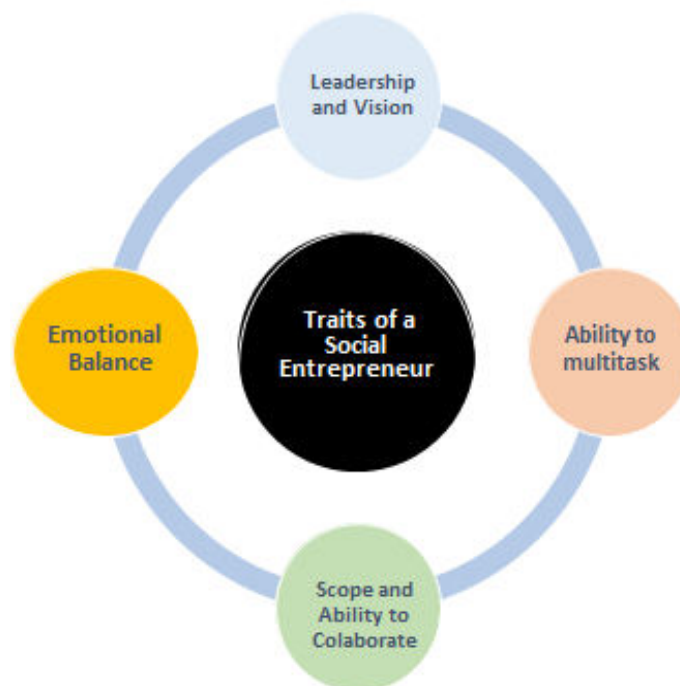 Leadership
and Vision
Traits of a
Social
Entrepreneur
Emotional
Balance
Ability to
multitask
Scope and
Ability to
Colaborate